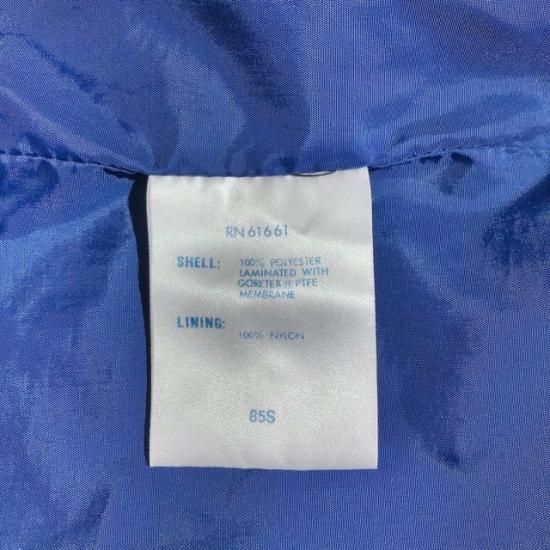 RN 61661
SHELL: 100% POLYESTER
LAMINATED WITH
GORETEX® PTFE
MEMBRANE
LINING: 100% NYLON
85S